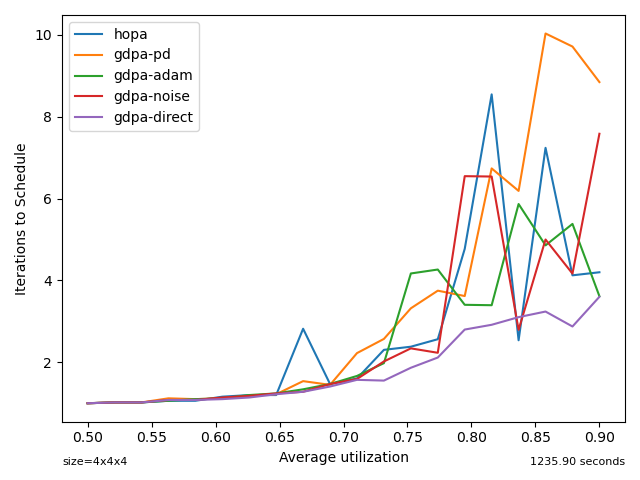 hopa
gdpa-pd
gdpa-adam
gdpa-noise
gdpa-direct
Iterations to Schedule
10
8
6
4
2
0.50 0.55 0.60 0.65 0.70 0.75 0.80 0.85 0.90
Average utilization
size=4x4x4
1235.90 seconds